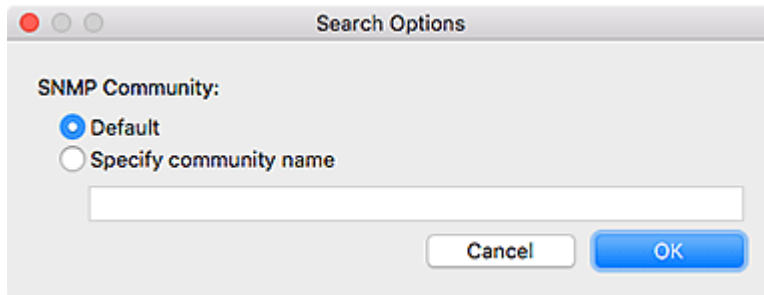 Search Options
SNMP Community:
Default
Specify community name
Cancel OK